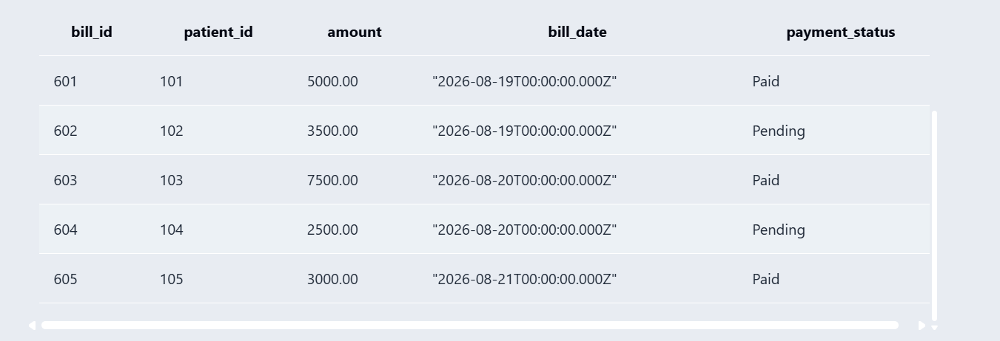 bill_id patient_id amount bill_date payment_status
601 101 5000.00 "2026-08-19T00:00:00.000Z" Paid
602 102 3500.00 "2026-08-19T00:00:00.000Z" Pending
603 103 7500.00 "2026-08-20T00:00:00.000Z" Paid
604 104 2500.00 "2026-08-20T00:00:00.000Z" Pending
605 105 3000.00 "2026-08-21T00:00:00.000Z" Paid